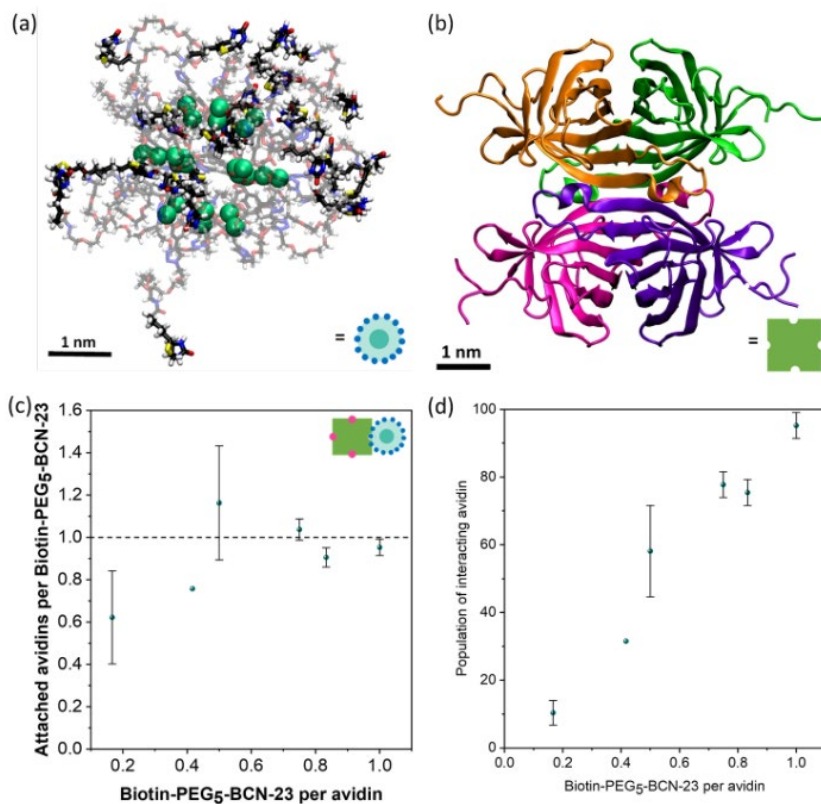 (a)
1 nm
=
(b)
1 nm
=
(c)
Attached avidins per Biotin-PEG₅-BCN-23
1.6
1.4
1.2
1.0
0.8
0.6
0.4
0.2
0.0
0.2 0.4 0.6 0.8 1.0
Biotin-PEG₅-BCN-23 per avidin
(d)
Population of interacting avidin
100
80
60
40
20
0
0.0 0.2 0.4 0.6 0.8 1.0
Biotin-PEG₅-BCN-23 per avidin